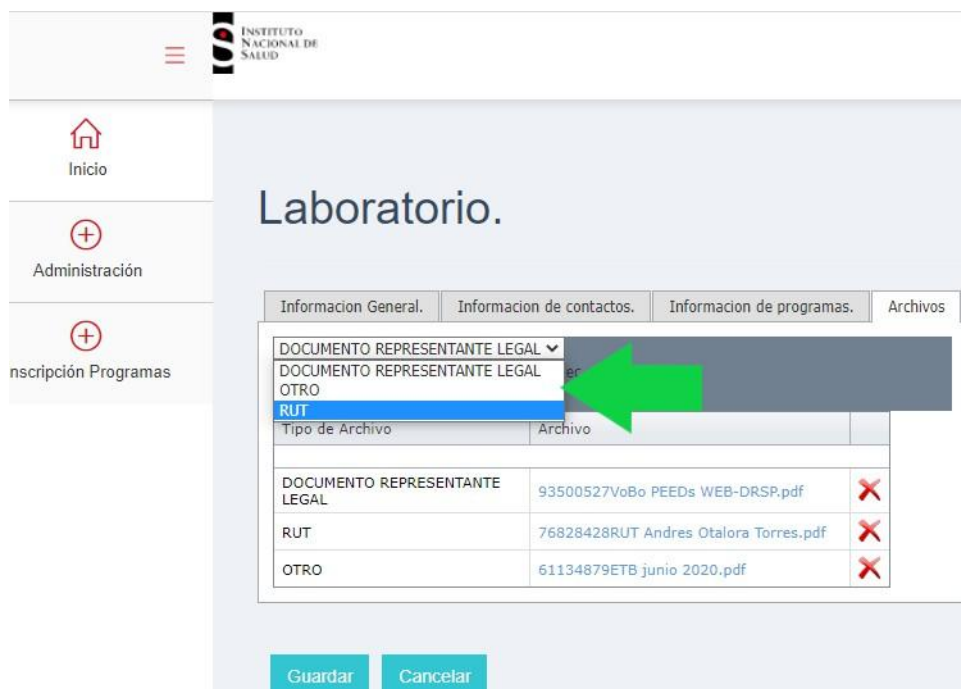 INSTITUTO
NACIONAL DE
SALUD
Inicio
Administración
nscripción Programas
Laboratorio.
Informacion General.
Informacion de contactos.
Informacion de programas.
Archivos
DOCUMENTO REPRESENTANTE LEGAL
DOCUMENTO REPRESENTANTE LEGAL
OTRO
RUT
Tipo de Archivo
Archivo
DOCUMENTO REPRESENTANTE
LEGAL
93500527VoBo PEEDs WEB-DRSP.pdf
RUT
76828428RUT Andres Otalora Torres.pdf
OTRO
61134879ETB junio 2020.pdf
Guardar
Cancelar